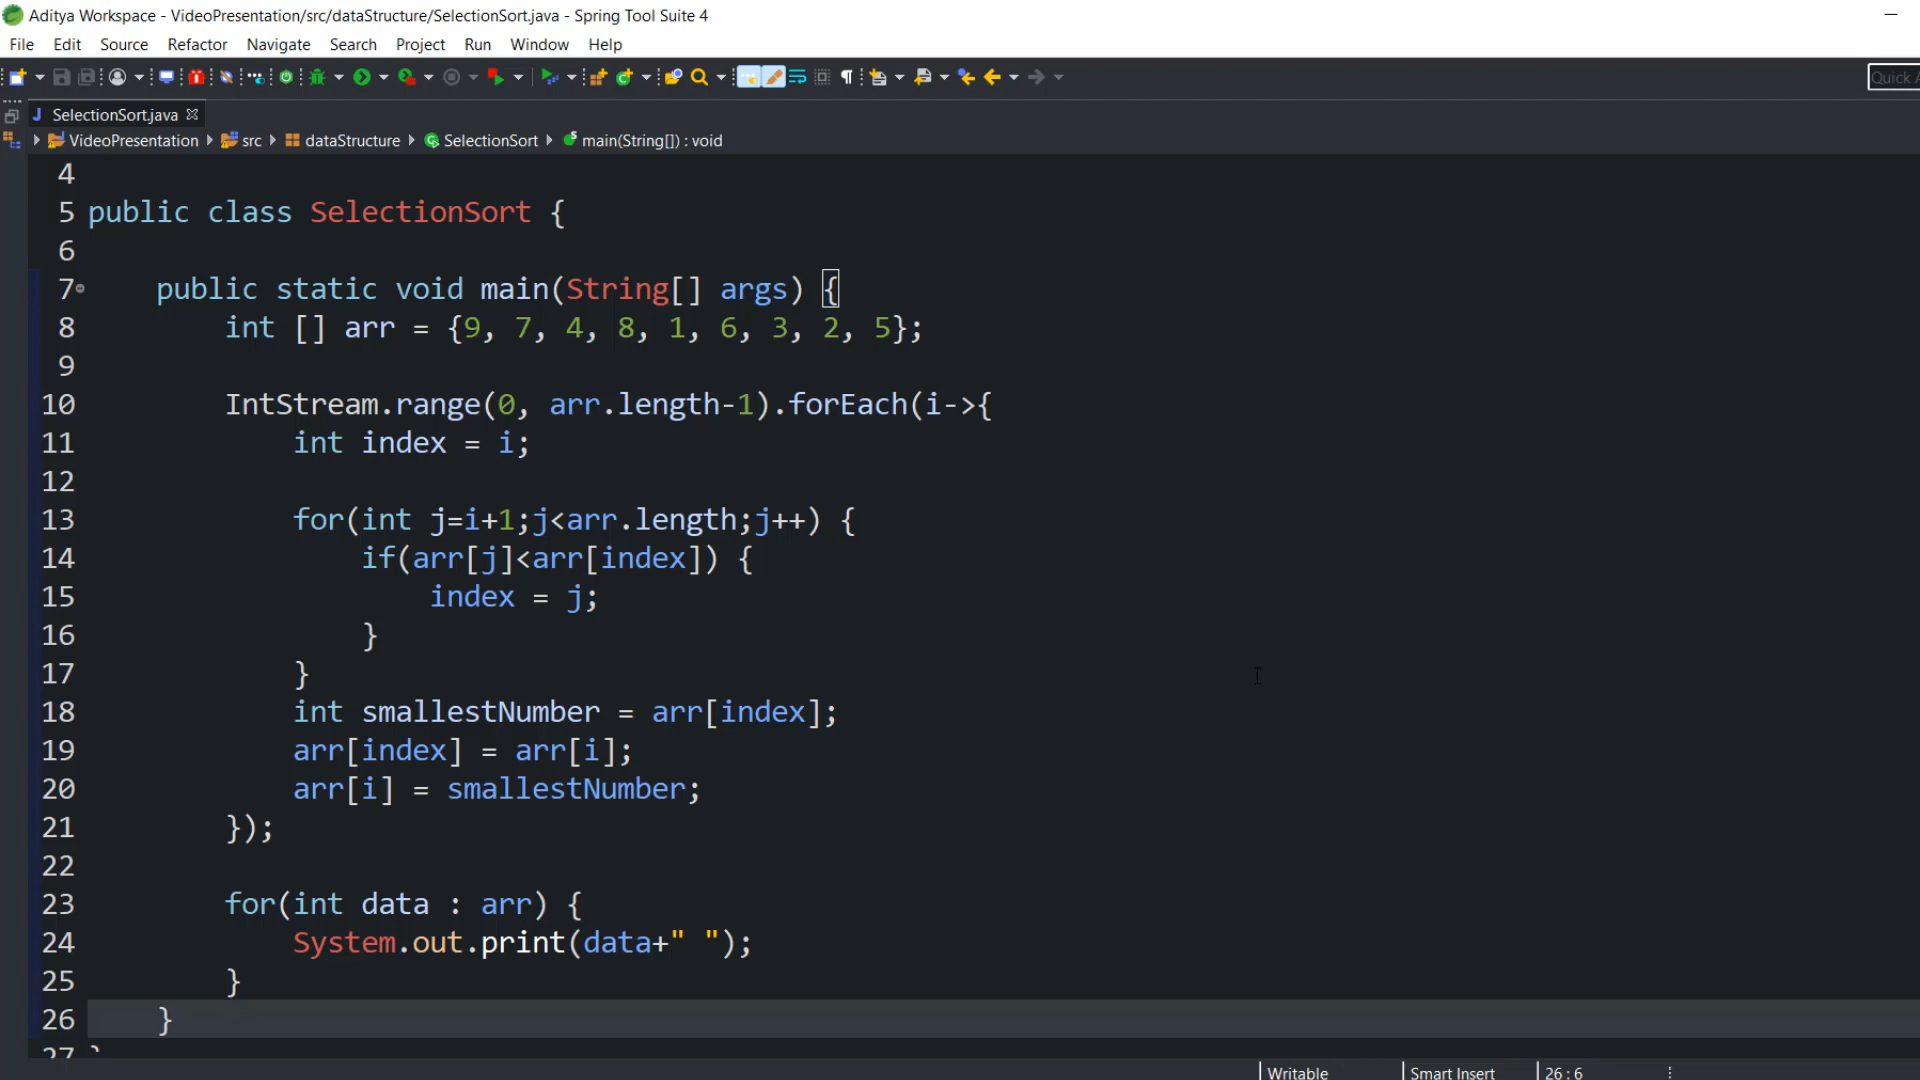 Aditya Workspace - VideoPresentation/src/dataStructure/SelectionSort.java - Spring Tool Suite 4
File Edit Source Refactor Navigate Search Project Run Window Help
Quick A
SelectionSort.java
VideoPresentation src dataStructure SelectionSort main(String[]) : void
4
5 public class SelectionSort {
6
7 public static void main(String[] args) {
8 int [] arr = {9, 7, 4, 8, 1, 6, 3, 2, 5};
9
10 IntStream.range(0, arr.length-1).forEach(i->{
11 int index = i;
12
13 for(int j=i+1;j<arr.length;j++) {
14 if(arr[j]<arr[index]) {
15 index = j;
16 }
17 }
18 int smallestNumber = arr[index];
19 arr[index] = arr[i];
20 arr[i] = smallestNumber;
21 });
22
23 for(int data : arr) {
24 System.out.print(data+" ");
25 }
26 }
27
Writable Smart Insert 26 : 6